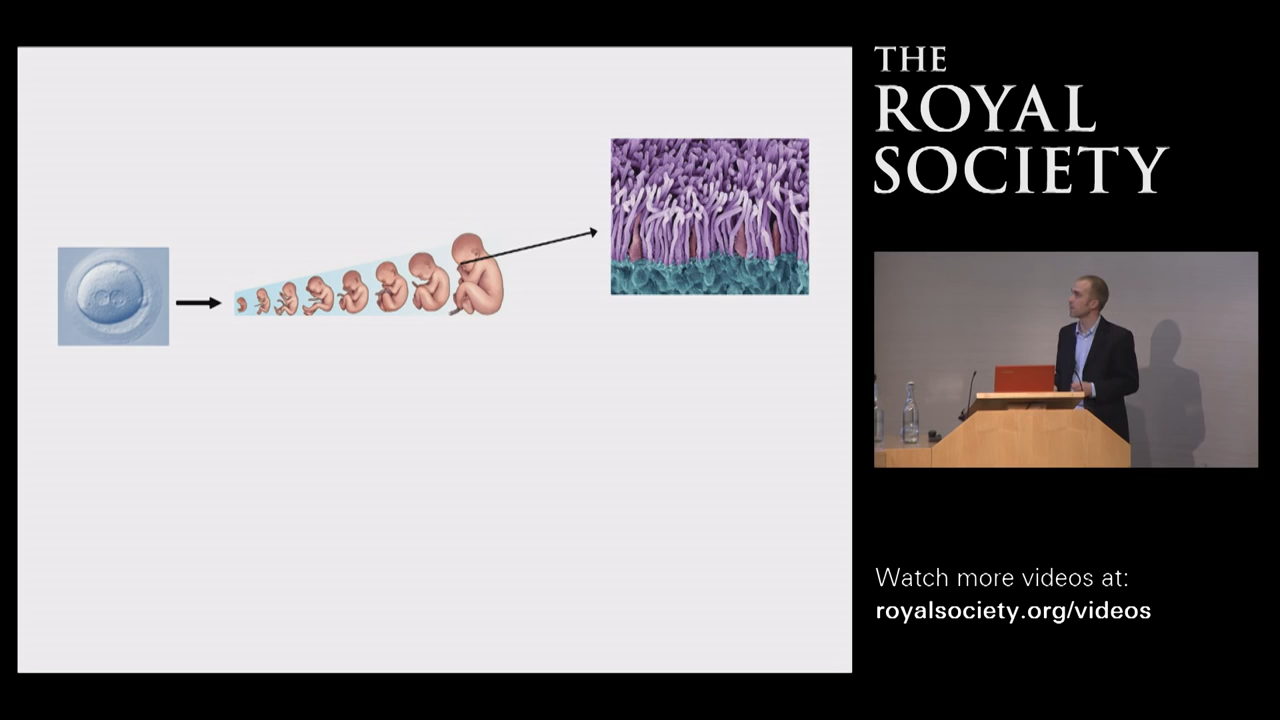 THE
ROYAL
SOCIETY
Watch more videos at:
royalsociety.org/videos